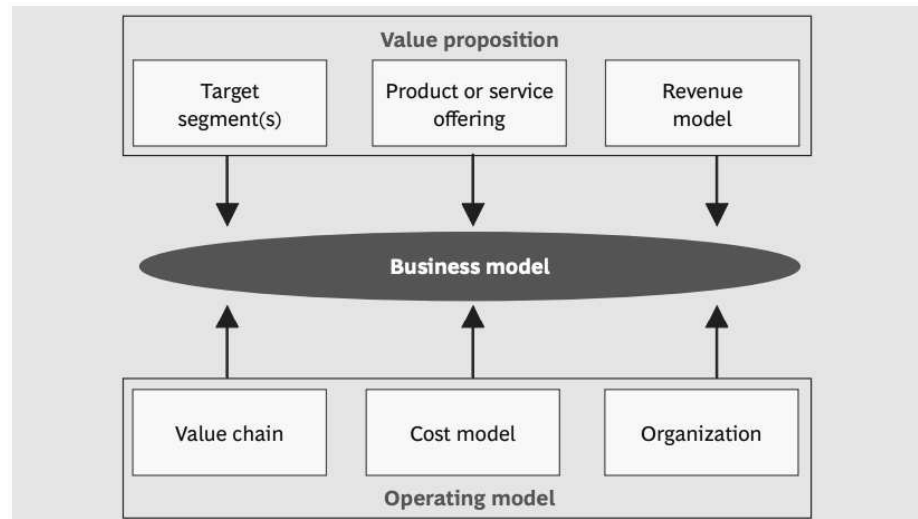 Value proposition
Target
segment(s)
Product or service
offering
Revenue
model
Business model
Value chain
Cost model
Organization
Operating model